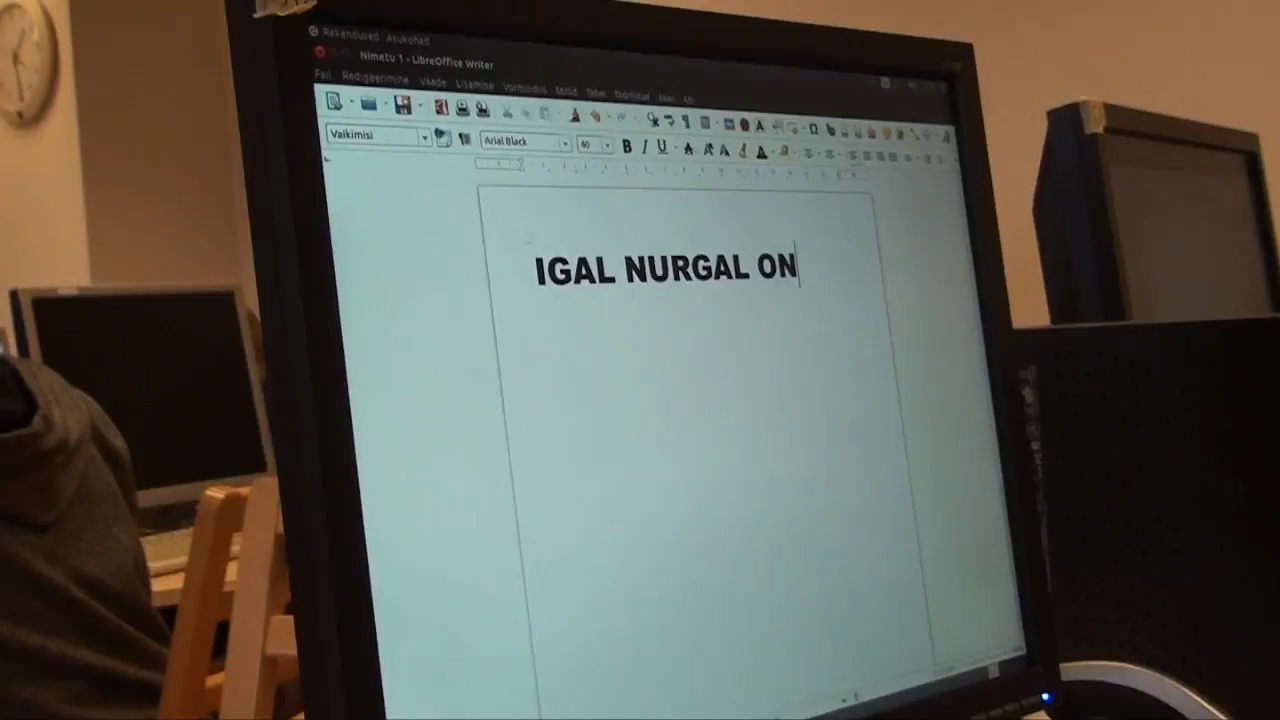 Rakendused Asukohad
Nimetu 1 - LibreOffice Writer
Fail Redigeerimine Vaade Lisamine Vormindus Stiilid Tabel Tööriistad Aken Abi
Vaikimisi Arial Black 40
IGAL NURGAL ON